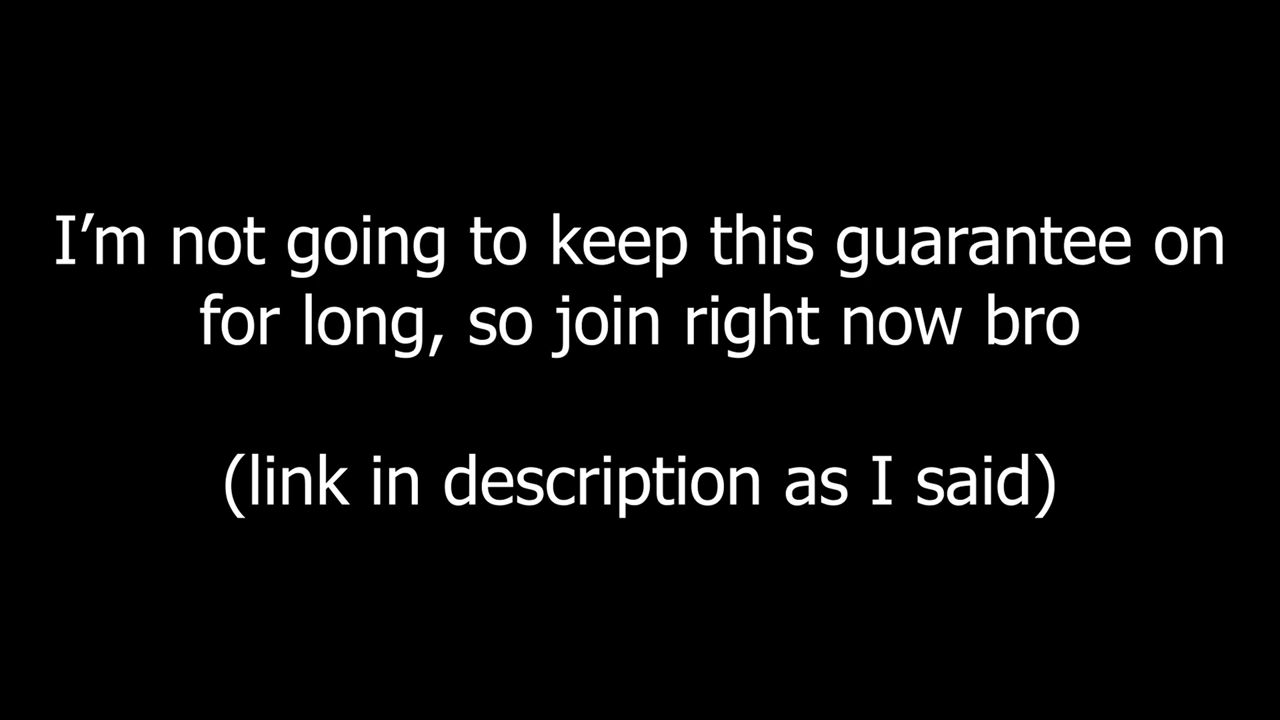 I’m not going to keep this guarantee on
for long, so join right now bro
(link in description as I said)